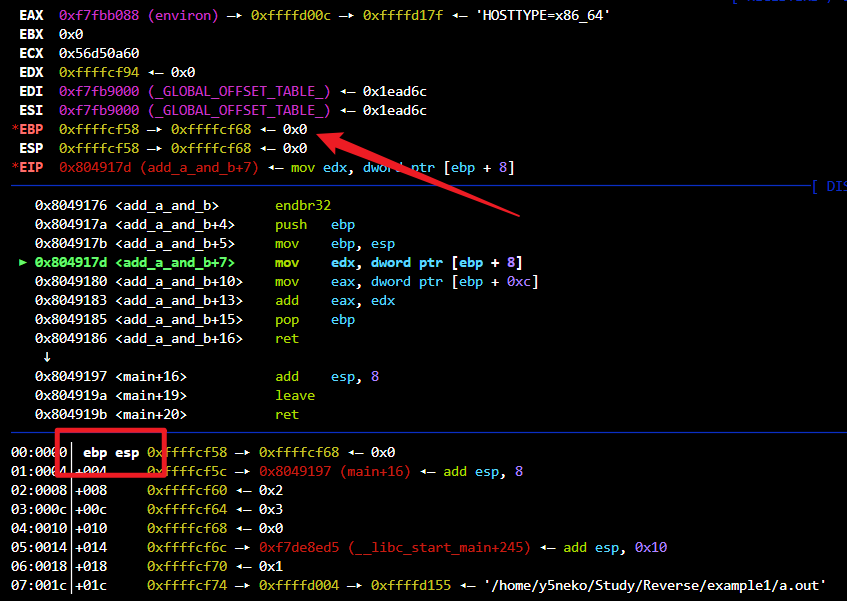 EAX 0xf7fbb088 (environ) —▸ 0xffffd00c —▸ 0xffffd17f ◂— 'HOSTTYPE=x86_64'
EBX 0x0
ECX 0x56d50a60
EDX 0xffffcf94 ◂— 0x0
EDI 0xf7fb9000 (_GLOBAL_OFFSET_TABLE_) ◂— 0x1ead6c
ESI 0xf7fb9000 (_GLOBAL_OFFSET_TABLE_) ◂— 0x1ead6c
*EBP 0xffffcf58 —▸ 0xffffcf68 ◂— 0x0
ESP 0xffffcf58 —▸ 0xffffcf68 ◂— 0x0
*EIP 0x804917d (add_a_and_b+7) ◂— mov edx, dword ptr [ebp + 8]
[ DIS
0x8049176 <add_a_and_b> endbr32
0x804917a <add_a_and_b+4> push ebp
0x804917b <add_a_and_b+5> mov ebp, esp
► 0x804917d <add_a_and_b+7> mov edx, dword ptr [ebp + 8]
0x8049180 <add_a_and_b+10> mov eax, dword ptr [ebp + 0xc]
0x8049183 <add_a_and_b+13> add eax, edx
0x8049185 <add_a_and_b+15> pop ebp
0x8049186 <add_a_and_b+16> ret
↓
0x8049197 <main+16> add esp, 8
0x804919a <main+19> leave
0x804919b <main+20> ret
00:0000│ ebp esp 0xffffcf58 —▸ 0xffffcf68 ◂— 0x0
01:0004│+004 0xffffcf5c —▸ 0x8049197 (main+16) ◂— add esp, 8
02:0008│+008 0xffffcf60 ◂— 0x2
03:000c│+00c 0xffffcf64 ◂— 0x3
04:0010│+010 0xffffcf68 ◂— 0x0
05:0014│+014 0xffffcf6c —▸ 0xf7de8ed5 (__libc_start_main+245) ◂— add esp, 0x10
06:0018│+018 0xffffcf70 ◂— 0x1
07:001c│+01c 0xffffcf74 —▸ 0xffffd004 —▸ 0xffffd155 ◂— '/home/y5neko/Study/Reverse/example1/a.out'